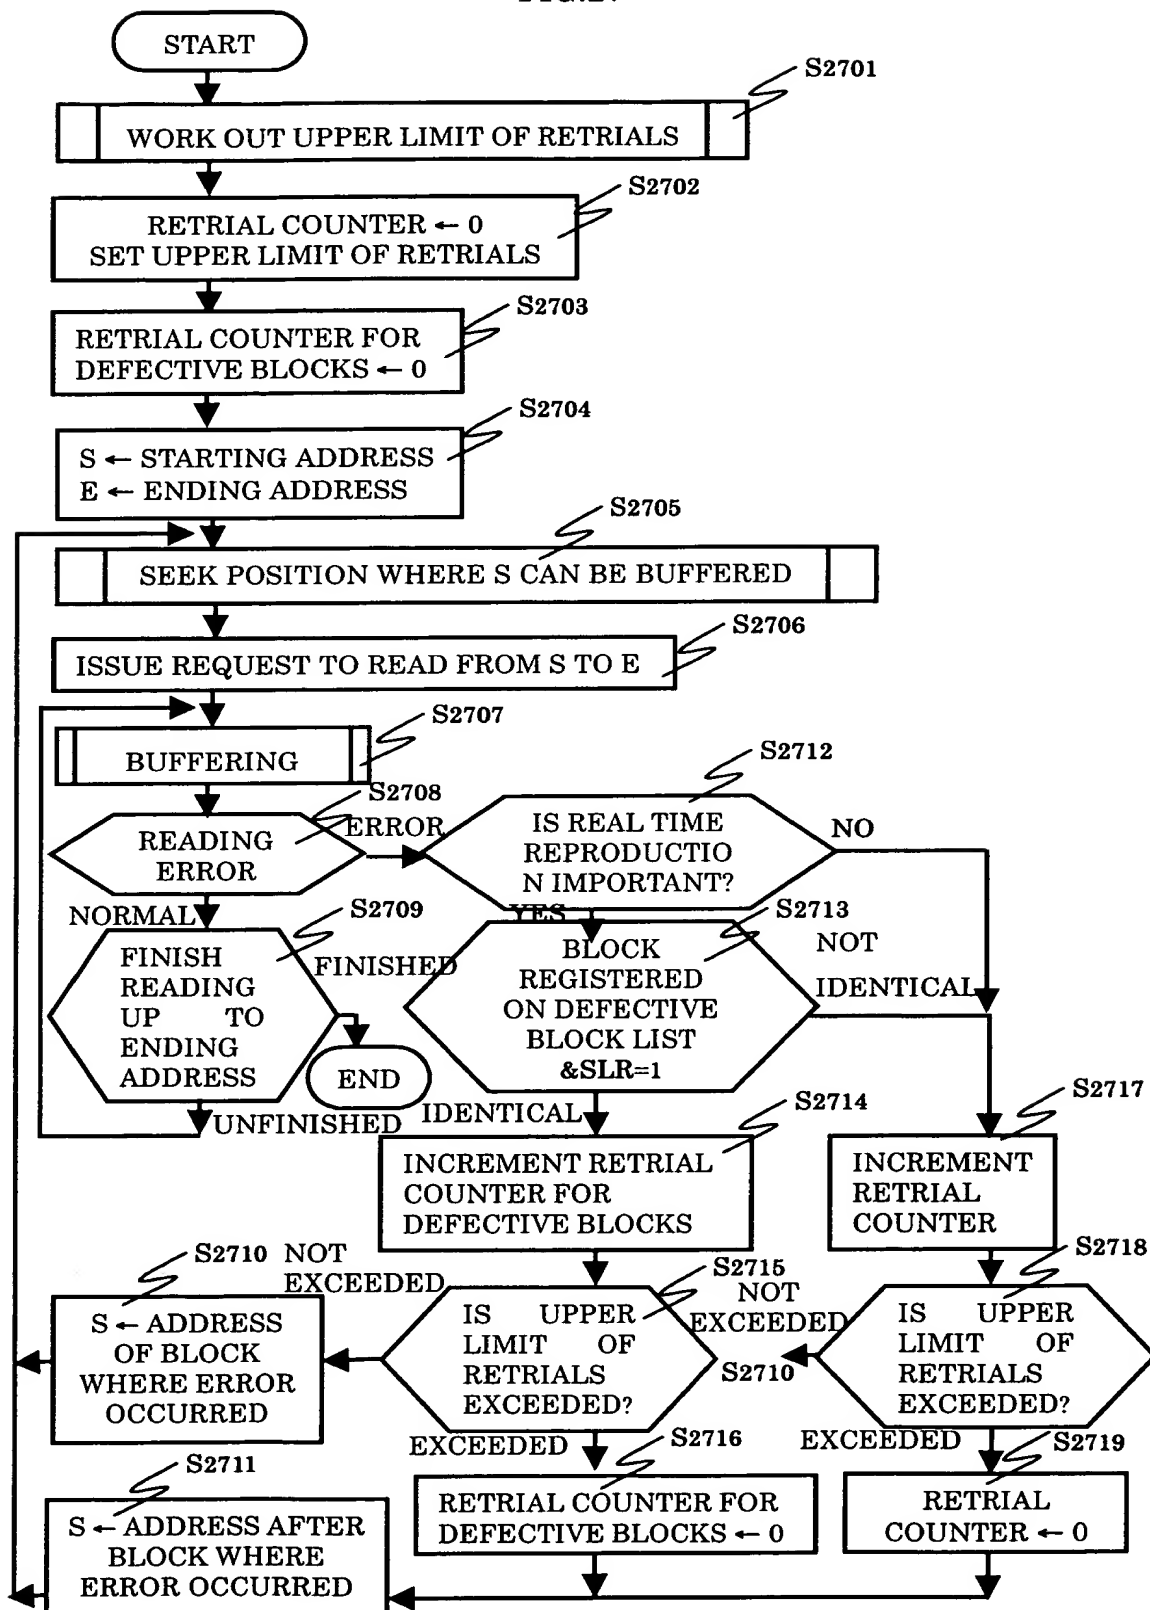 START
S2701
WORK OUT UPPER LIMIT OF RETRIALS
S2702
RETRIAL COUNTER ← 0
SET UPPER LIMIT OF RETRIALS
S2703
RETRIAL COUNTER FOR
DEFECTIVE BLOCKS ← 0
S2704
S ← STARTING ADDRESS
E ← ENDING ADDRESS
S2705
SEEK POSITION WHERE S CAN BE BUFFERED
S2706
ISSUE REQUEST TO READ FROM S TO E
S2707
BUFFERING
S2708
READING
ERROR
ERROR
S2712
IS REAL TIME
REPRODUCTIO
N IMPORTANT?
NO
YES
NORMAL
S2709
FINISH
READING
UP TO
ENDING
ADDRESS
FINISHED
END
UNFINISHED
S2713
BLOCK
REGISTERED
ON DEFECTIVE
BLOCK LIST
&SLR=1
NOT
IDENTICAL
IDENTICAL
S2714
INCREMENT RETRIAL
COUNTER FOR
DEFECTIVE BLOCKS
S2717
INCREMENT
RETRIAL
COUNTER
S2710
S ← ADDRESS
OF BLOCK
WHERE ERROR
OCCURRED
NOT
EXCEEDED
S2715
IS UPPER
LIMIT OF
RETRIALS
EXCEEDED?
NOT
EXCEEDED
S2710
S2718
IS UPPER
LIMIT OF
RETRIALS
EXCEEDED?
EXCEEDED
S2716
RETRIAL COUNTER FOR
DEFECTIVE BLOCKS ← 0
EXCEEDED
S2719
RETRIAL
COUNTER ← 0
S2711
S ← ADDRESS AFTER
BLOCK WHERE
ERROR OCCURRED